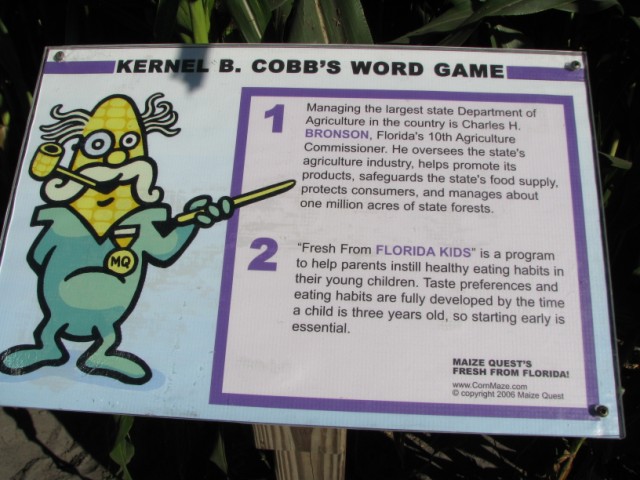 KERNEL B. COBB'S WORD GAME
1
Managing the largest state Department of
Agriculture in the country is Charles H.
BRONSON, Florida's 10th Agriculture
Commissioner. He oversees the state's
agriculture industry, helps promote its
products, safeguards the state's food supply,
protects consumers, and manages about
one million acres of state forests.
2
"Fresh From FLORIDA KIDS" is a program
to help parents instill healthy eating habits in
their young children. Taste preferences and
eating habits are fully developed by the time
a child is three years old, so starting early is
essential.
MQ
MAIZE QUEST'S
FRESH FROM FLORIDA!
www.CornMaze.com
© copyright 2006 Maize Quest